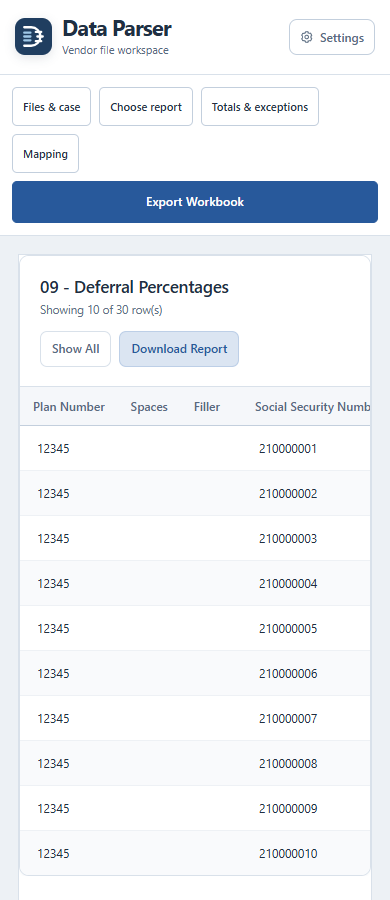 Data Parser
Vendor file workspace
Settings
Files & case
Choose report
Totals & exceptions
Mapping
Export Workbook
09 - Deferral Percentages
Showing 10 of 30 row(s)
Show All
Download Report
Plan Number Spaces Filler Social Security Numb
12345 210000001
12345 210000002
12345 210000003
12345 210000004
12345 210000005
12345 210000006
12345 210000007
12345 210000008
12345 210000009
12345 210000010